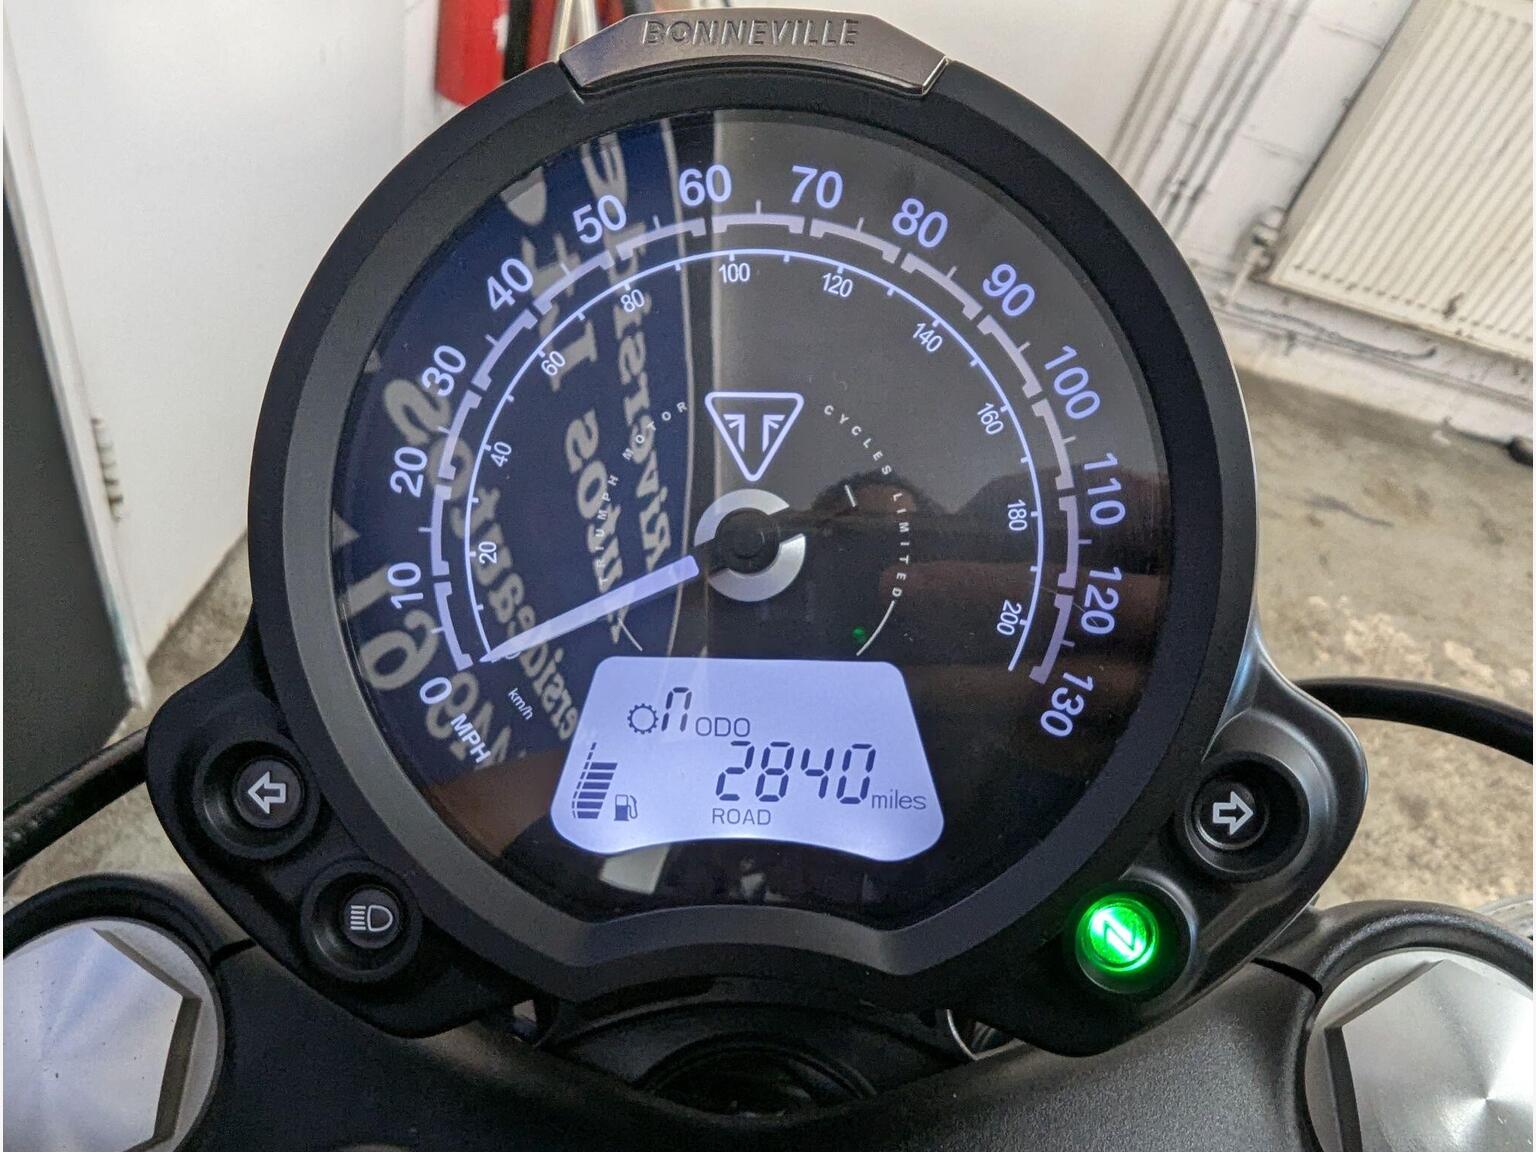 BONNEVILLE
0 10 20 30 40 50 60 70 80 90 100 110 120 130
MPH
20 40 60 80 100 120 140 160 180 200
km/h
TRIUMPH MOTOR CYCLES LIMITED
n ODO
2840 miles
ROAD
N